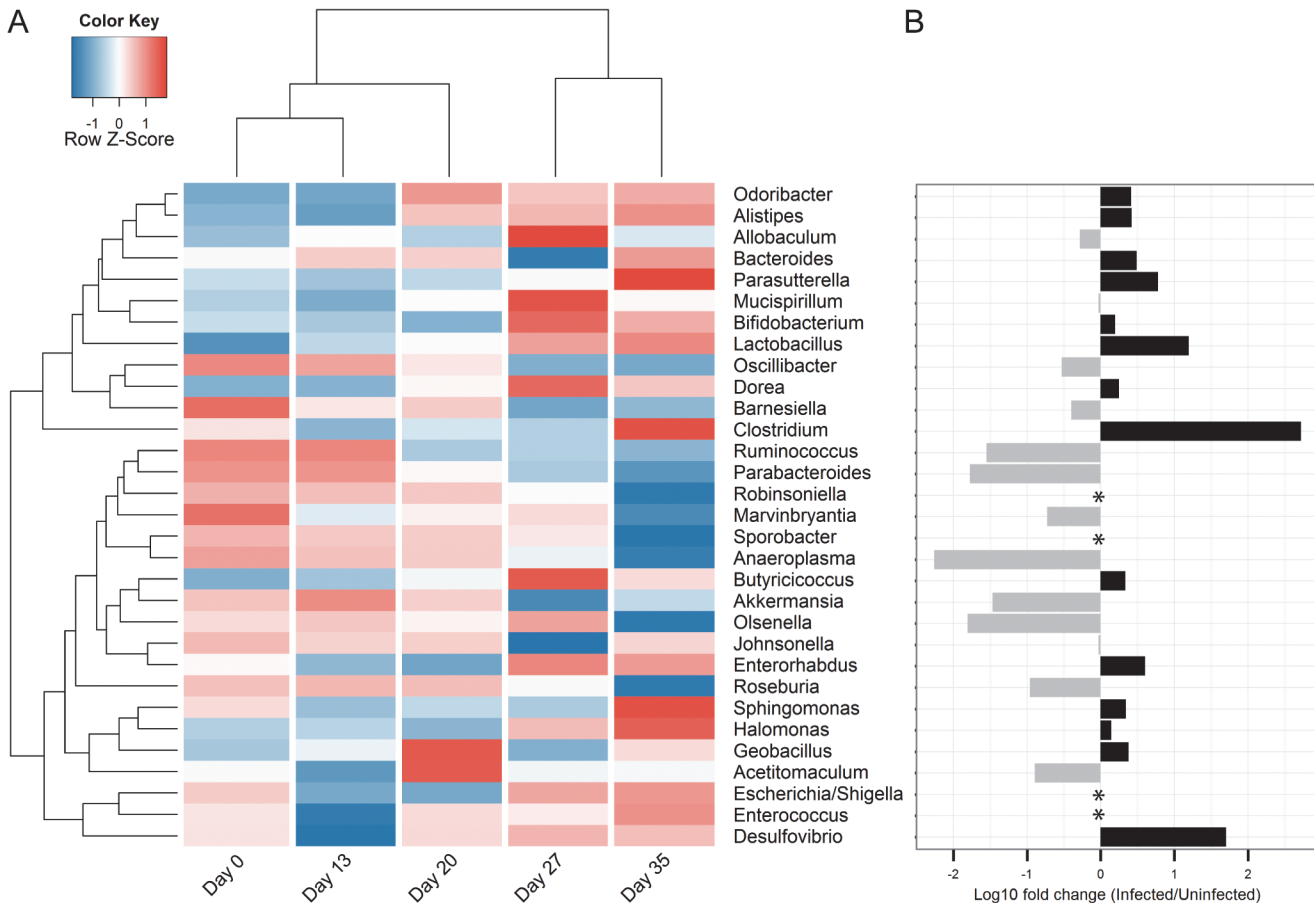 A
B
Color Key
-1 0 1
Row Z-Score
Odoribacter
Alistipes
Allobaculum
Bacteroides
Parasutterella
Mucispirillum
Bifidobacterium
Lactobacillus
Oscillibacter
Dorea
Barnesiella
Clostridium
Ruminococcus
Parabacteroides
Robinsoniella
*
Marvinbryantia
Sporobacter
*
Anaeroplasma
Butyricicoccus
Akkermansia
Olsenella
Johnsonella
Enterorhabdus
Roseburia
Sphingomonas
Halomonas
Geobacillus
Acetitomaculum
Escherichia/Shigella
*
Enterococcus
*
Desulfovibrio
Day 0
Day 13
Day 20
Day 27
Day 35
-2 -1 0 1 2
Log10 fold change (Infected/Uninfected)